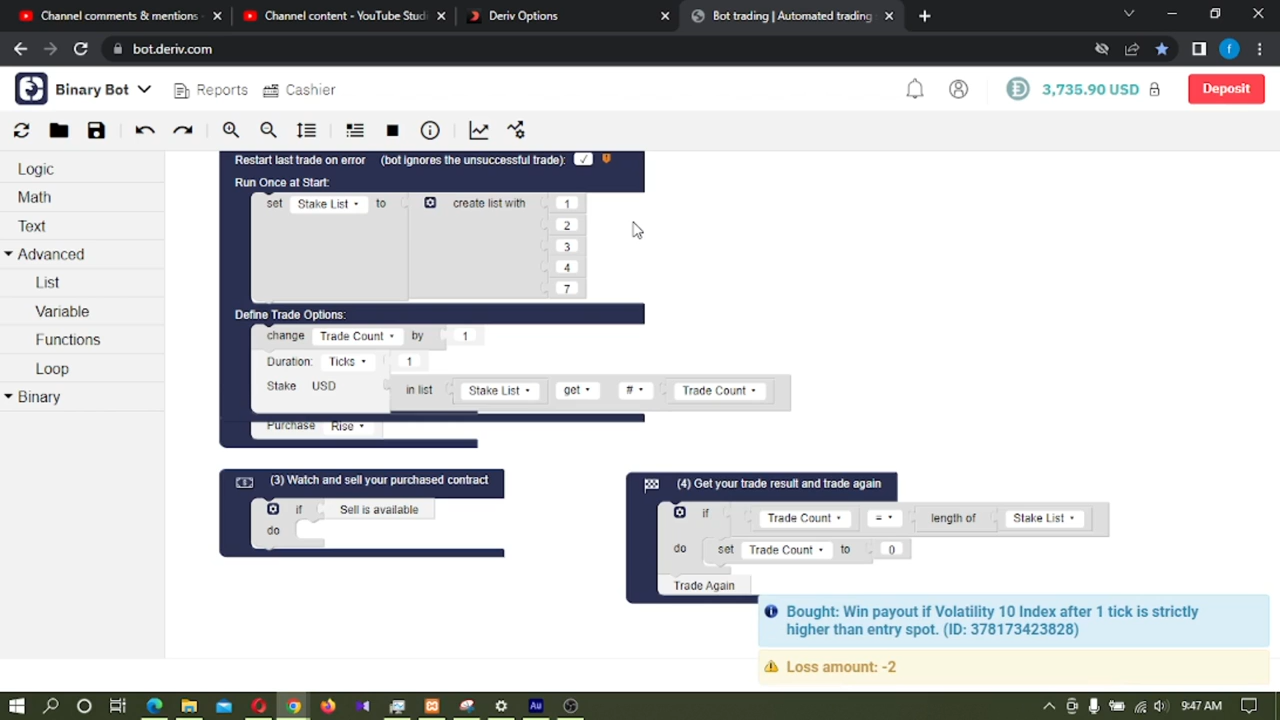 Channel comments & mentions -
Channel content - YouTube Studi
Deriv Options
Bot trading | Automated trading
bot.deriv.com
f
Binary Bot
Reports
Cashier
3,735.90 USD
Deposit
Logic
Math
Text
Advanced
List
Variable
Functions
Loop
Binary
Restart last trade on error (bot ignores the unsuccessful trade):
Run Once at Start:
set Stake List to create list with 1
2
3
4
7
Define Trade Options:
change Trade Count by 1
Duration: Ticks 1
Stake USD in list Stake List get # Trade Count
Purchase Rise
(3) Watch and sell your purchased contract
if Sell is available
do
(4) Get your trade result and trade again
if Trade Count = length of Stake List
do set Trade Count to 0
Trade Again
Bought: Win payout if Volatility 10 Index after 1 tick is strictly
higher than entry spot. (ID: 378173423828)
Loss amount: -2
Au
9:47 AM